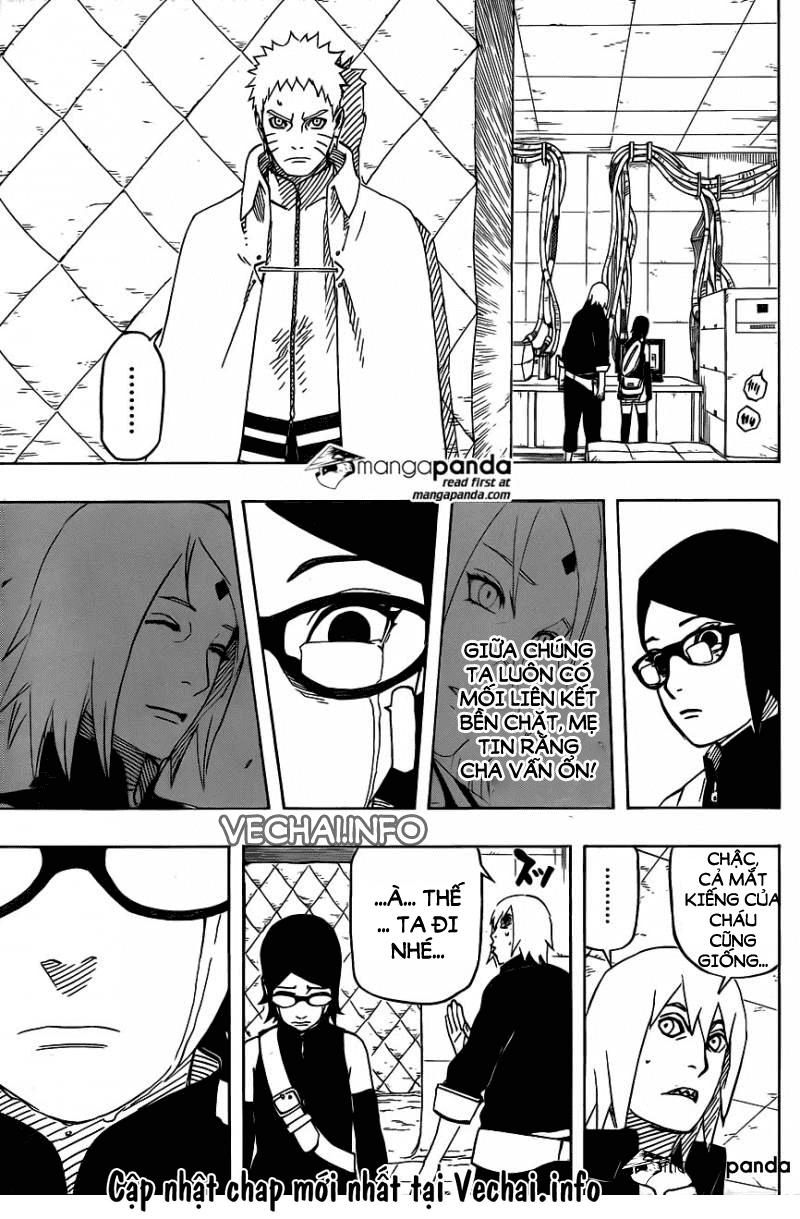 .........
mangapanda
read first at
mangapanda.com
GIỮA CHÚNG
TA LUÔN CÓ
MỐI LIÊN KẾT
BỀN CHẶT, MẸ
TIN RẰNG
CHA VẪN ỔN!
VECHAI.INFO
CHẬC,
CẢ MẮT
KIẾNG CỦA
CHÁU
CŨNG
GIỐNG...
.........
...À... THẾ
... TA ĐI
NHÉ...
mangapanda
Cập nhật chap mới nhất tại Vechai.info